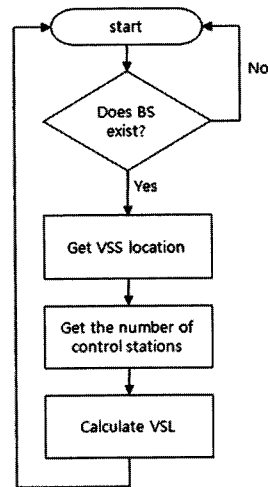 start
No
Does BS
exist?
Yes
Get VSS location
Get the number of
control stations
Calculate VSL